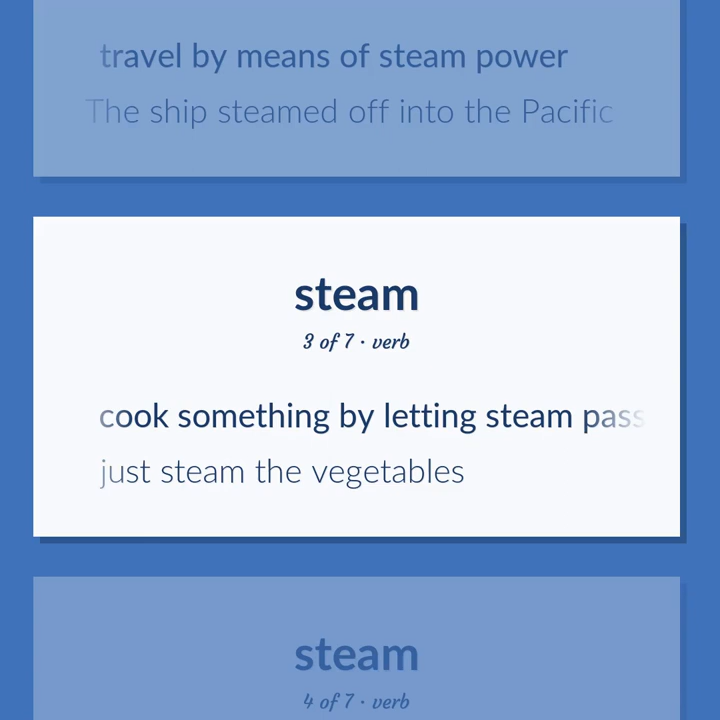 travel by means of steam power
The ship steamed off into the Pacific
steam
3 of 7 · verb
cook something by letting steam pass
just steam the vegetables
steam
4 of 7 · verb